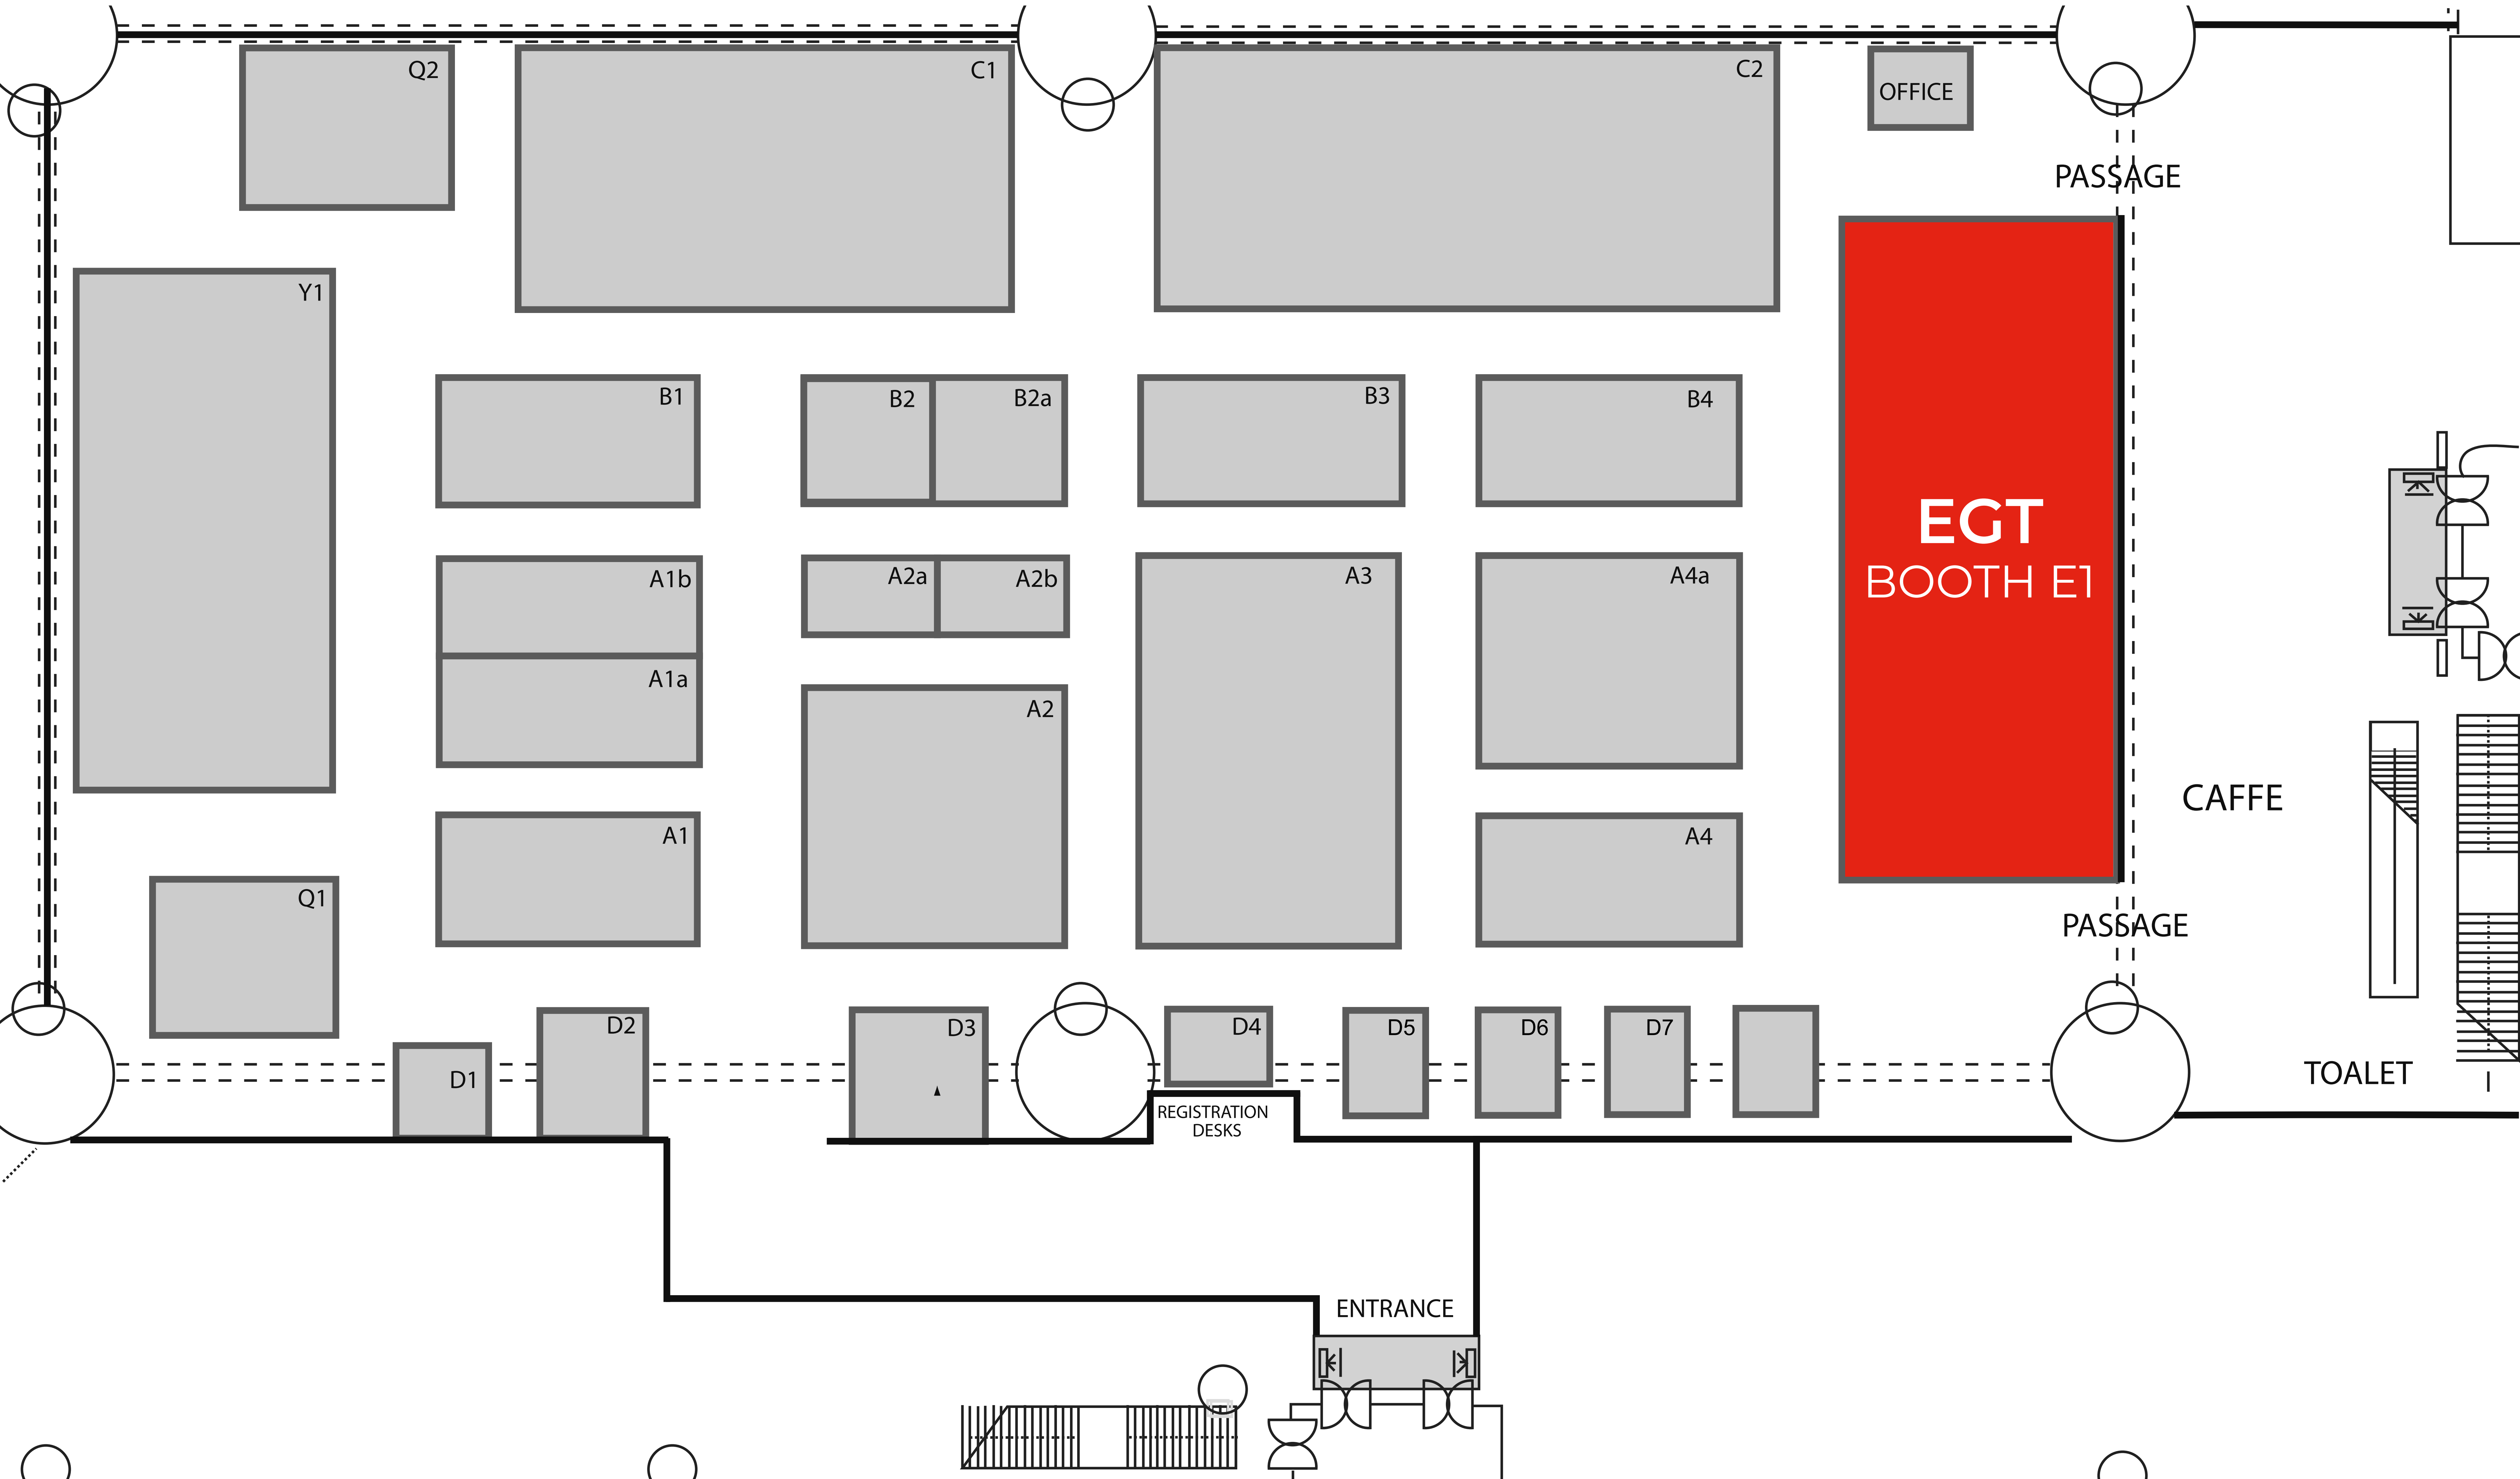 Q2
C1
C2
OFFICE
PASSAGE
Y1
B1
B2
B2a
B3
B4
EGT
BOOTH E1
A1b
A2a
A2b
A3
A4a
A1a
A2
CAFFE
A1
A4
Q1
PASSAGE
D1
D2
D3
D4
D5
D6
D7
TOALET
REGISTRATION
DESKS
ENTRANCE